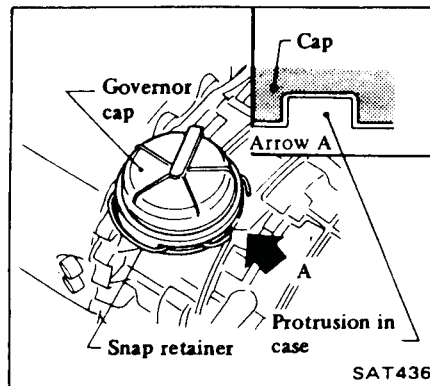 Cap
Governor
cap
Arrow A
A
Protrusion in
case
Snap retainer
SAT436